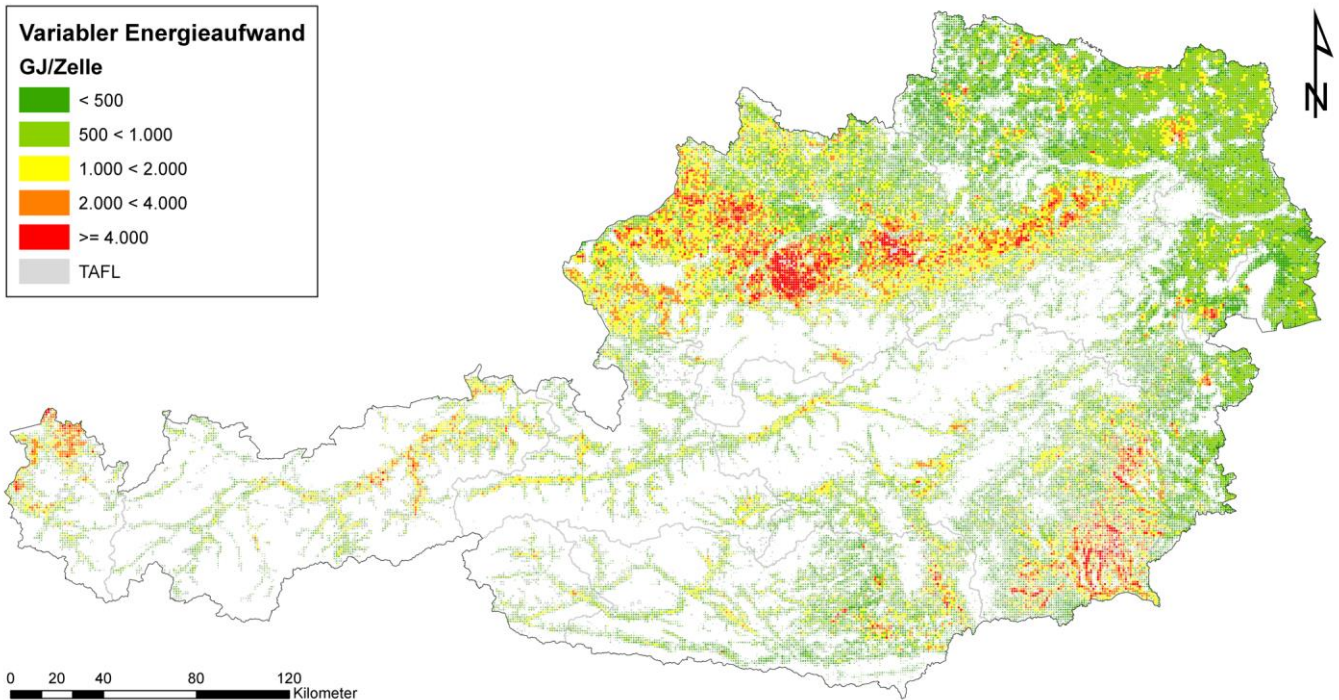 Variabler Energieaufwand
GJ/Zelle
< 500
500 < 1.000
1.000 < 2.000
2.000 < 4.000
>= 4.000
TAFL
N
0 20 40 80 120
Kilometer